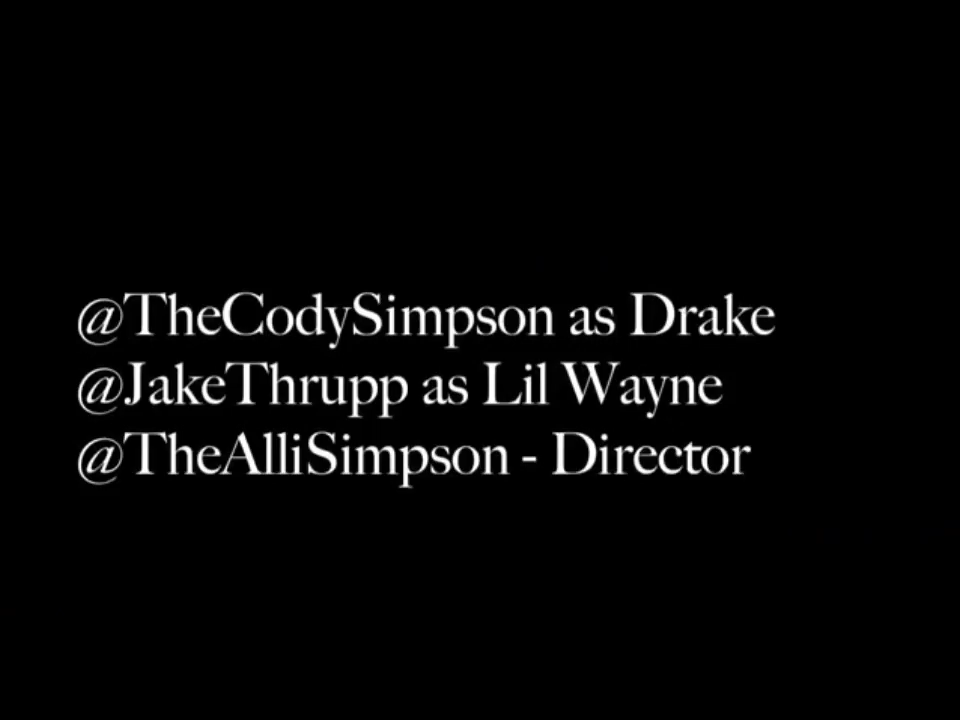 @TheCodySimpson as Drake
@JakeThrupp as Lil Wayne
@TheAlliSimpson - Director